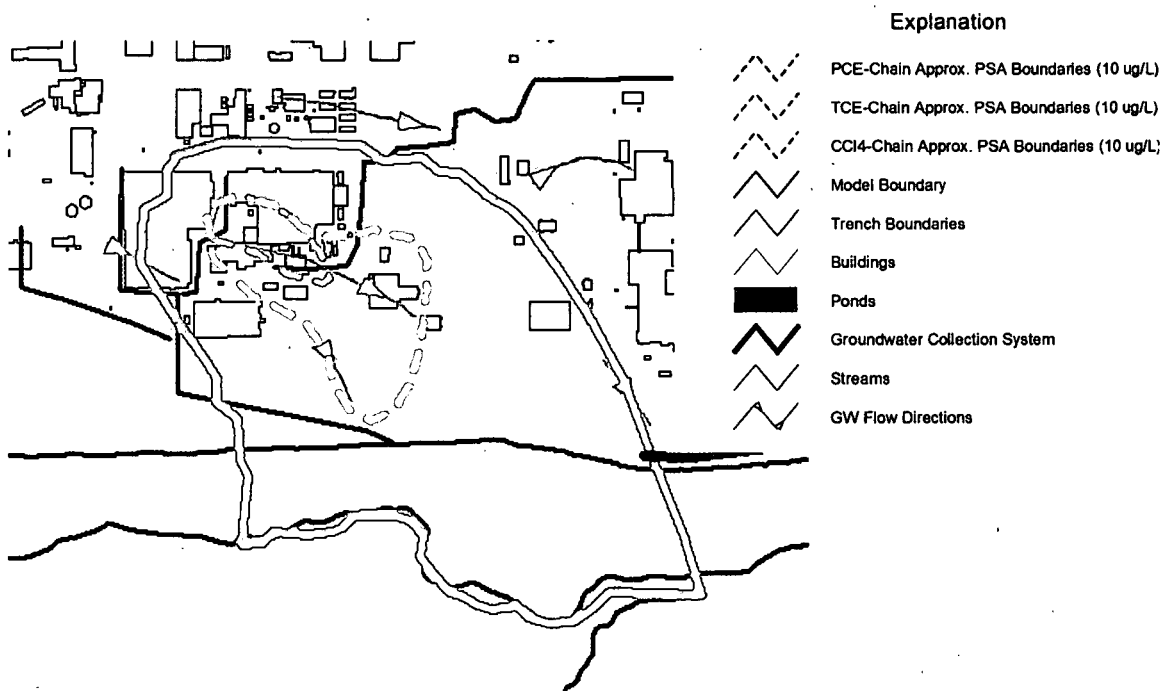 Explanation
PCE-Chain Approx. PSA Boundaries (10 ug/L)
TCE-Chain Approx. PSA Boundaries (10 ug/L)
CCl4-Chain Approx. PSA Boundaries (10 ug/L)
Model Boundary
Trench Boundaries
Buildings
Ponds
Groundwater Collection System
Streams
GW Flow Directions